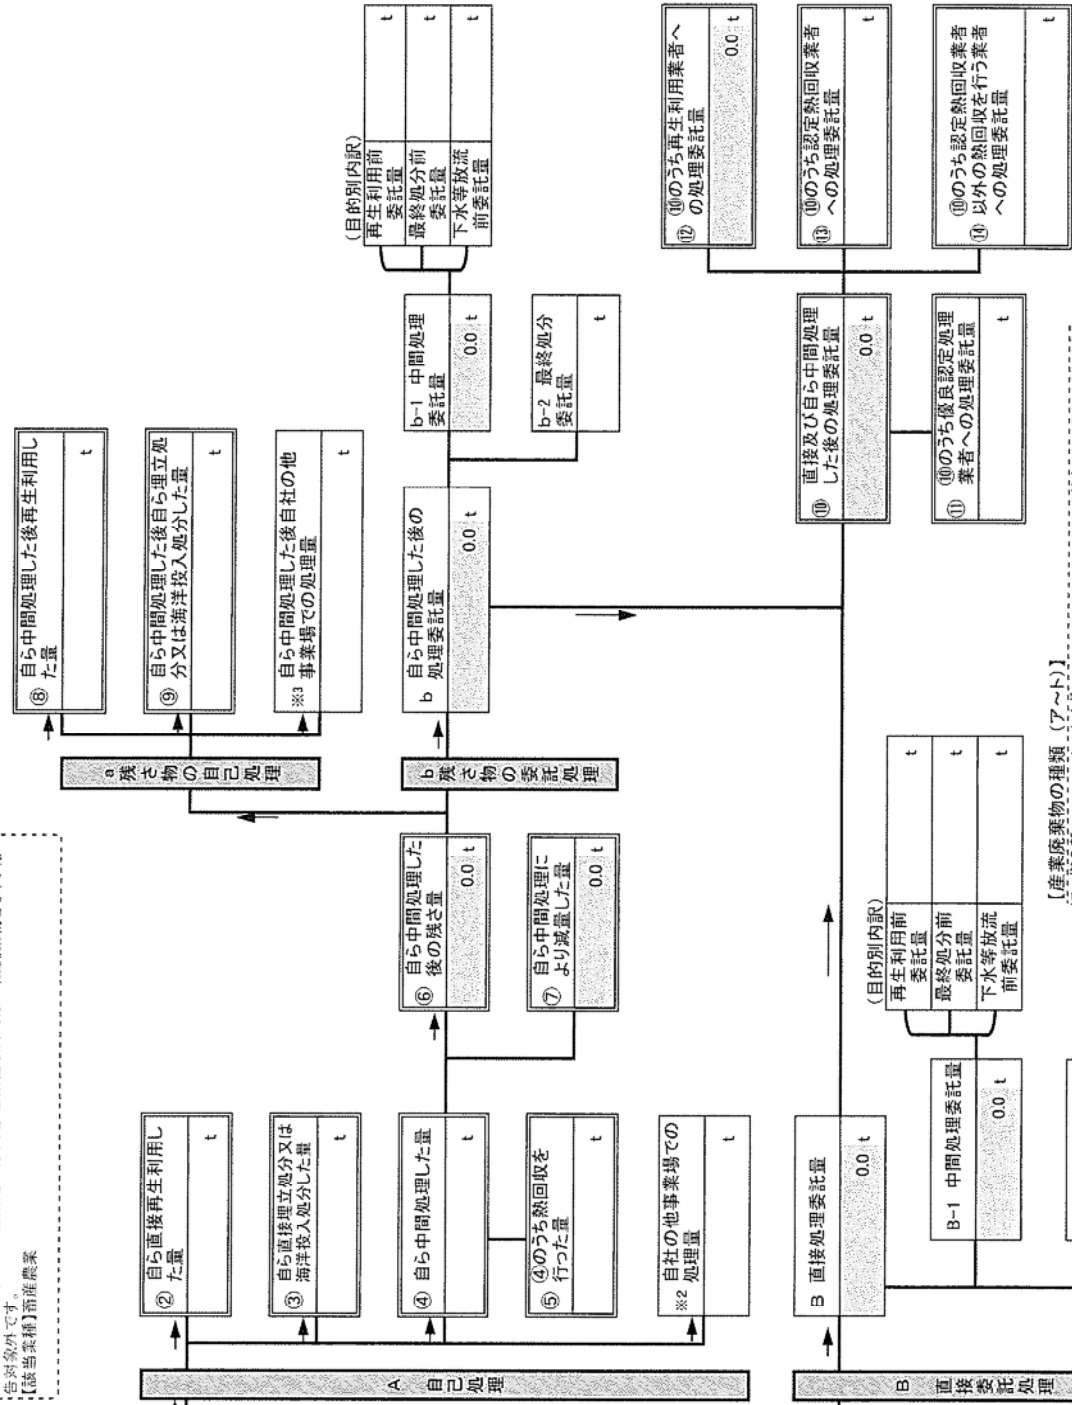 告対象外です。
【該当業種】畜産農業
A 自己処理
② 自ら直接再生利用し
た量
t
③ 自ら直接埋立処分又は
海洋投入処分した量
t
④ 自ら中間処理した量
t
⑤ ④のうち熱回収を
行った量
t
※2 自社の他事業場での
処理量
t
⑥ 自ら中間処理した
後の残さ量
0.0 t
⑦ 自ら中間処理に
より減量した量
0.0 t
a 残さ物の自己処理
⑧ 自ら中間処理した後再生利用し
た量
t
⑨ 自ら中間処理した後自ら埋立処
分又は海洋投入処分した量
t
※3 自ら中間処理した後自社の他
事業場での処理量
t
b 残さ物の委託処理
b 自ら中間処理した後の
処理委託量
0.0 t
b-1 中間処理
委託量
0.0 t
b-2 最終処分
委託量
t
(目的別内訳)
再生利用前
委託量
t
最終処分前
委託量
t
下水等放流
前委託量
t
B 直接委託処理
B 直接処理委託量
0.0 t
B-1 中間処理委託量
0.0 t
(目的別内訳)
再生利用前
委託量
t
最終処分前
委託量
t
下水等放流
前委託量
t
⑩ 直接及び自ら中間処理
した後の処理委託量
0.0 t
⑪ ⑩のうち優良認定処理
業者への処理委託量
t
⑫ ⑩のうち再生利用業者へ
の処理委託量
0.0 t
⑬ ⑩のうち認定熱回収業者
への処理委託量
t
⑭ ⑩のうち認定熱回収業者
以外の熱回収を行う業者
への処理委託量
t
【産業廃棄物の種類（ア～ト）】